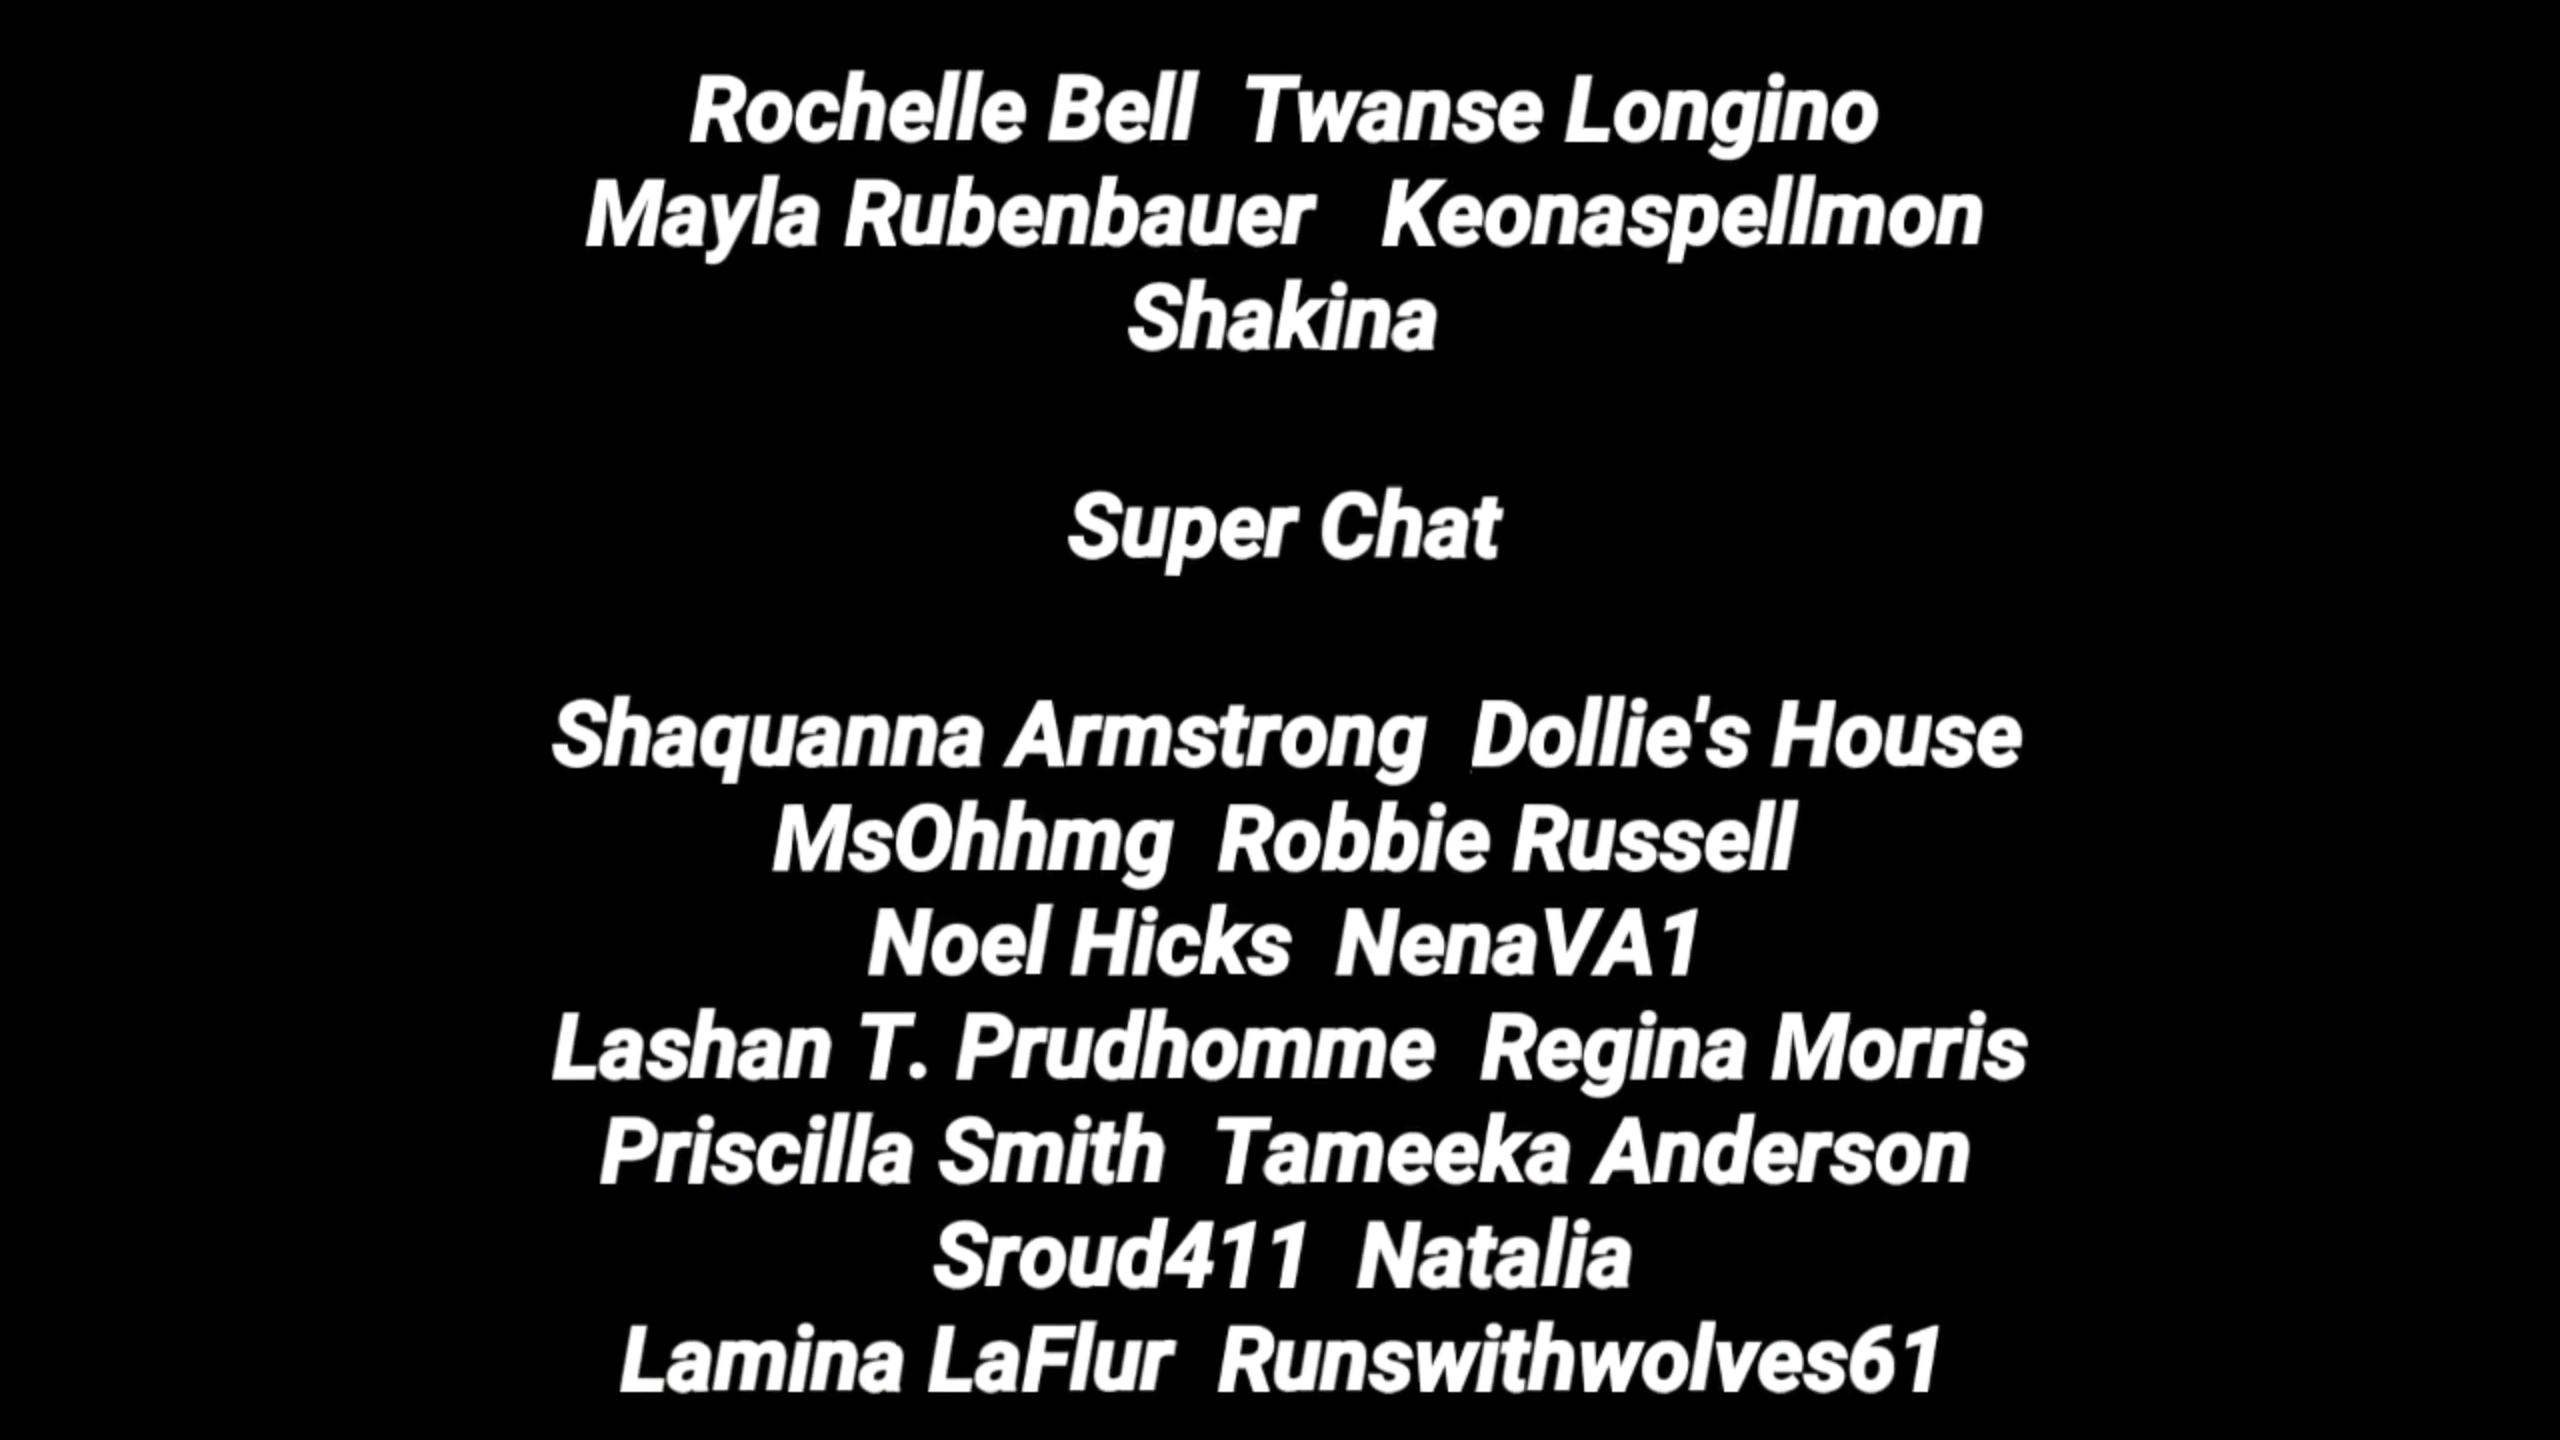 Rochelle Bell  Twanse Longino
Mayla Rubenbauer   Keonaspellmon
Shakina
Super Chat
Shaquanna Armstrong  Dollie's House
MsOhhmg  Robbie Russell
Noel Hicks  NenaVA1
Lashan T. Prudhomme  Regina Morris
Priscilla Smith  Tameeka Anderson
Sroud411  Natalia
Lamina LaFlur  Runswithwolves61